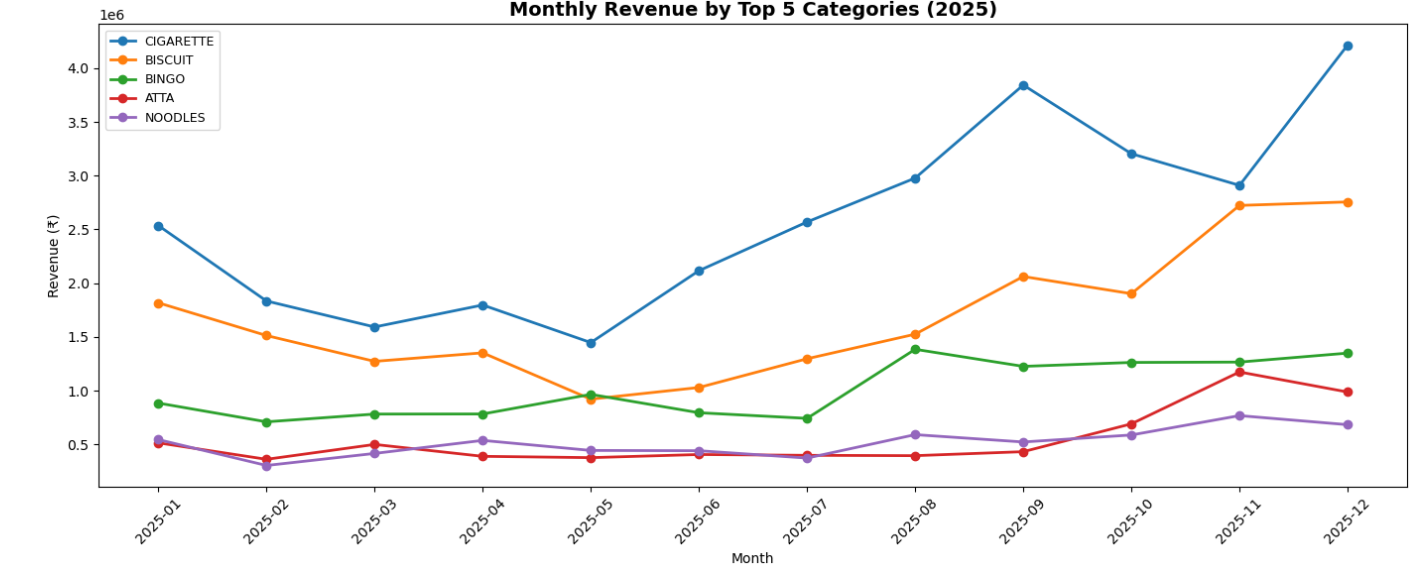 Monthly Revenue by Top 5 Categories (2025)
1e6
CIGARETTE
BISCUIT
BINGO
ATTA
NOODLES
4.0
3.5
3.0
2.5
2.0
1.5
1.0
0.5
Revenue (₹)
2025-01 2025-02 2025-03 2025-04 2025-05 2025-06 2025-07 2025-08 2025-09 2025-10 2025-11 2025-12
Month